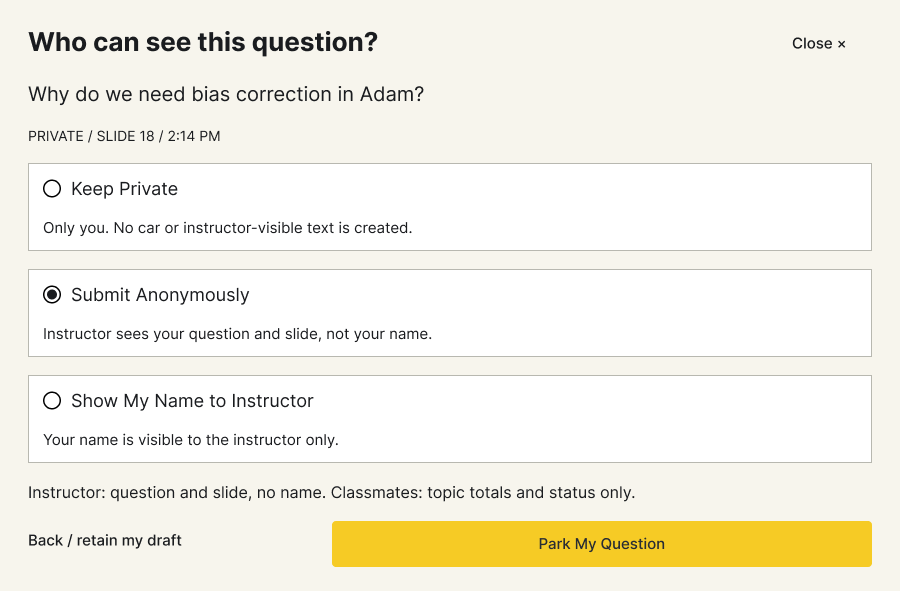 Who can see this question?
Close ×
Why do we need bias correction in Adam?
PRIVATE / SLIDE 18 / 2:14 PM
Keep Private
Only you. No car or instructor-visible text is created.
Submit Anonymously
Instructor sees your question and slide, not your name.
Show My Name to Instructor
Your name is visible to the instructor only.
Instructor: question and slide, no name. Classmates: topic totals and status only.
Back / retain my draft
Park My Question